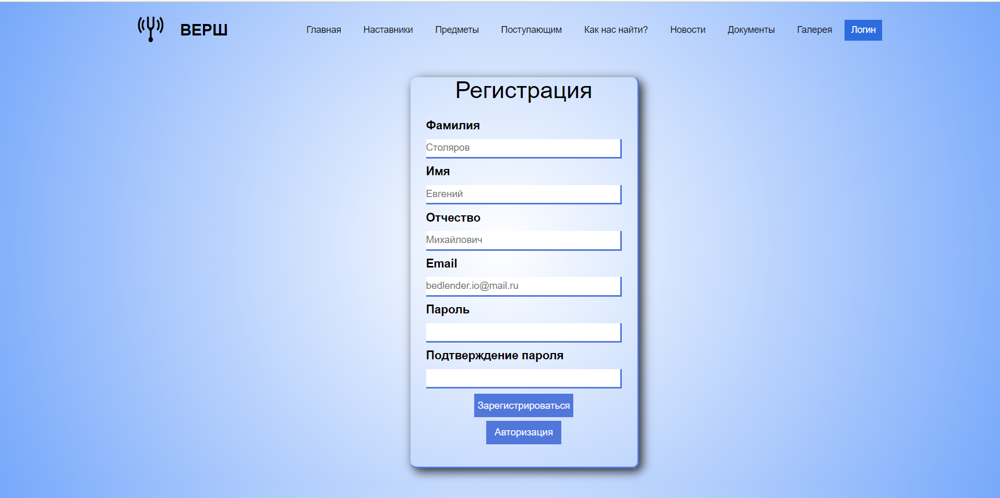 ВЕРШ
Главная Наставники Предметы Поступающим Как нас найти? Новости Документы Галерея Логин
Регистрация
Фамилия
Столяров
Имя
Евгений
Отчество
Михайлович
Email
bedlender.io@mail.ru
Пароль
Подтверждение пароля
Зарегистрироваться
Авторизация